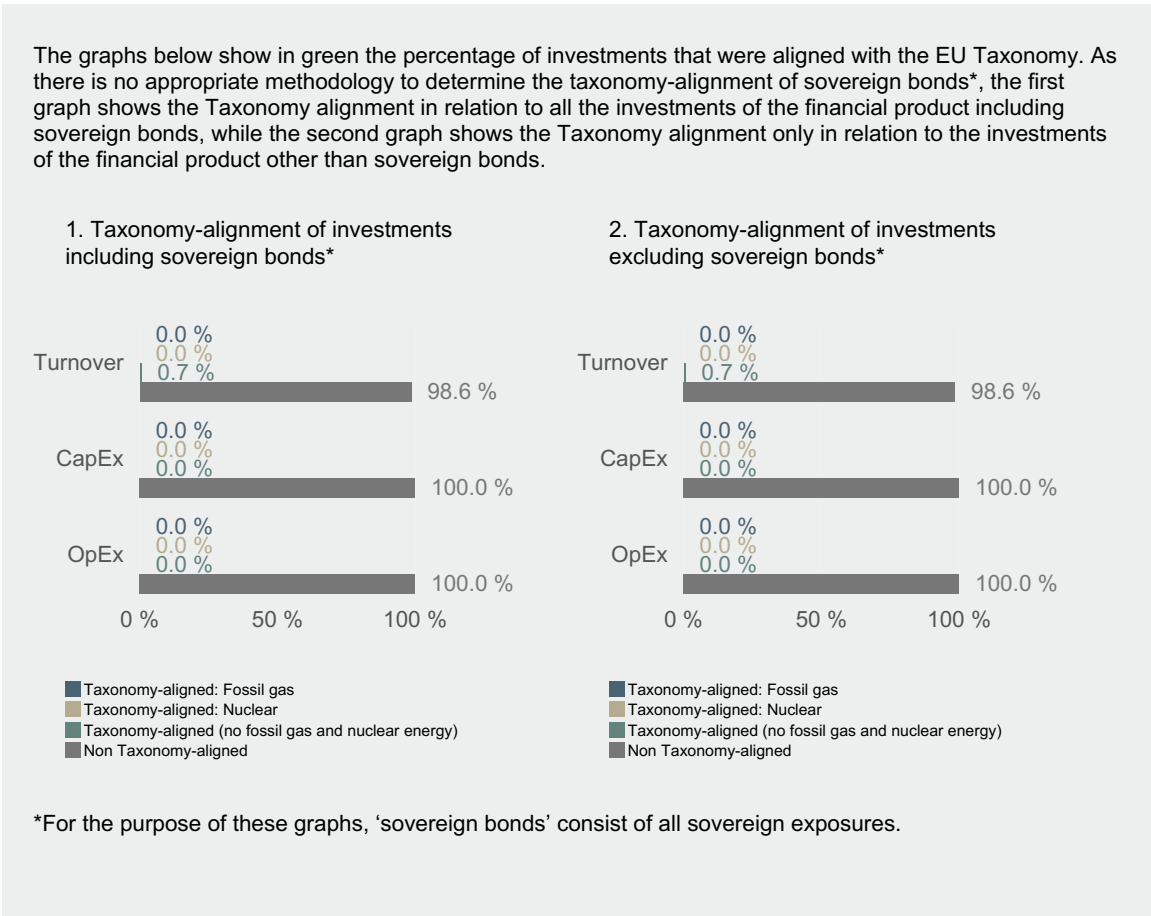 The graphs below show in green the percentage of investments that were aligned with the EU Taxonomy. As
there is no appropriate methodology to determine the taxonomy-alignment of sovereign bonds*, the first
graph shows the Taxonomy alignment in relation to all the investments of the financial product including
sovereign bonds, while the second graph shows the Taxonomy alignment only in relation to the investments
of the financial product other than sovereign bonds.
1. Taxonomy-alignment of investments
including sovereign bonds*
0.0 %
0.0 %
Turnover
0.7 %
98.6 %
0.0 %
0.0 %
CapEx
0.0 %
100.0 %
0.0 %
0.0 %
OpEx
0.0 %
100.0 %
0 % 50 % 100 %
Taxonomy-aligned: Fossil gas
Taxonomy-aligned: Nuclear
Taxonomy-aligned (no fossil gas and nuclear energy)
Non Taxonomy-aligned
2. Taxonomy-alignment of investments
excluding sovereign bonds*
0.0 %
0.0 %
Turnover
0.7 %
98.6 %
0.0 %
0.0 %
CapEx
0.0 %
100.0 %
0.0 %
0.0 %
OpEx
0.0 %
100.0 %
0 % 50 % 100 %
Taxonomy-aligned: Fossil gas
Taxonomy-aligned: Nuclear
Taxonomy-aligned (no fossil gas and nuclear energy)
Non Taxonomy-aligned
*For the purpose of these graphs, ‘sovereign bonds’ consist of all sovereign exposures.